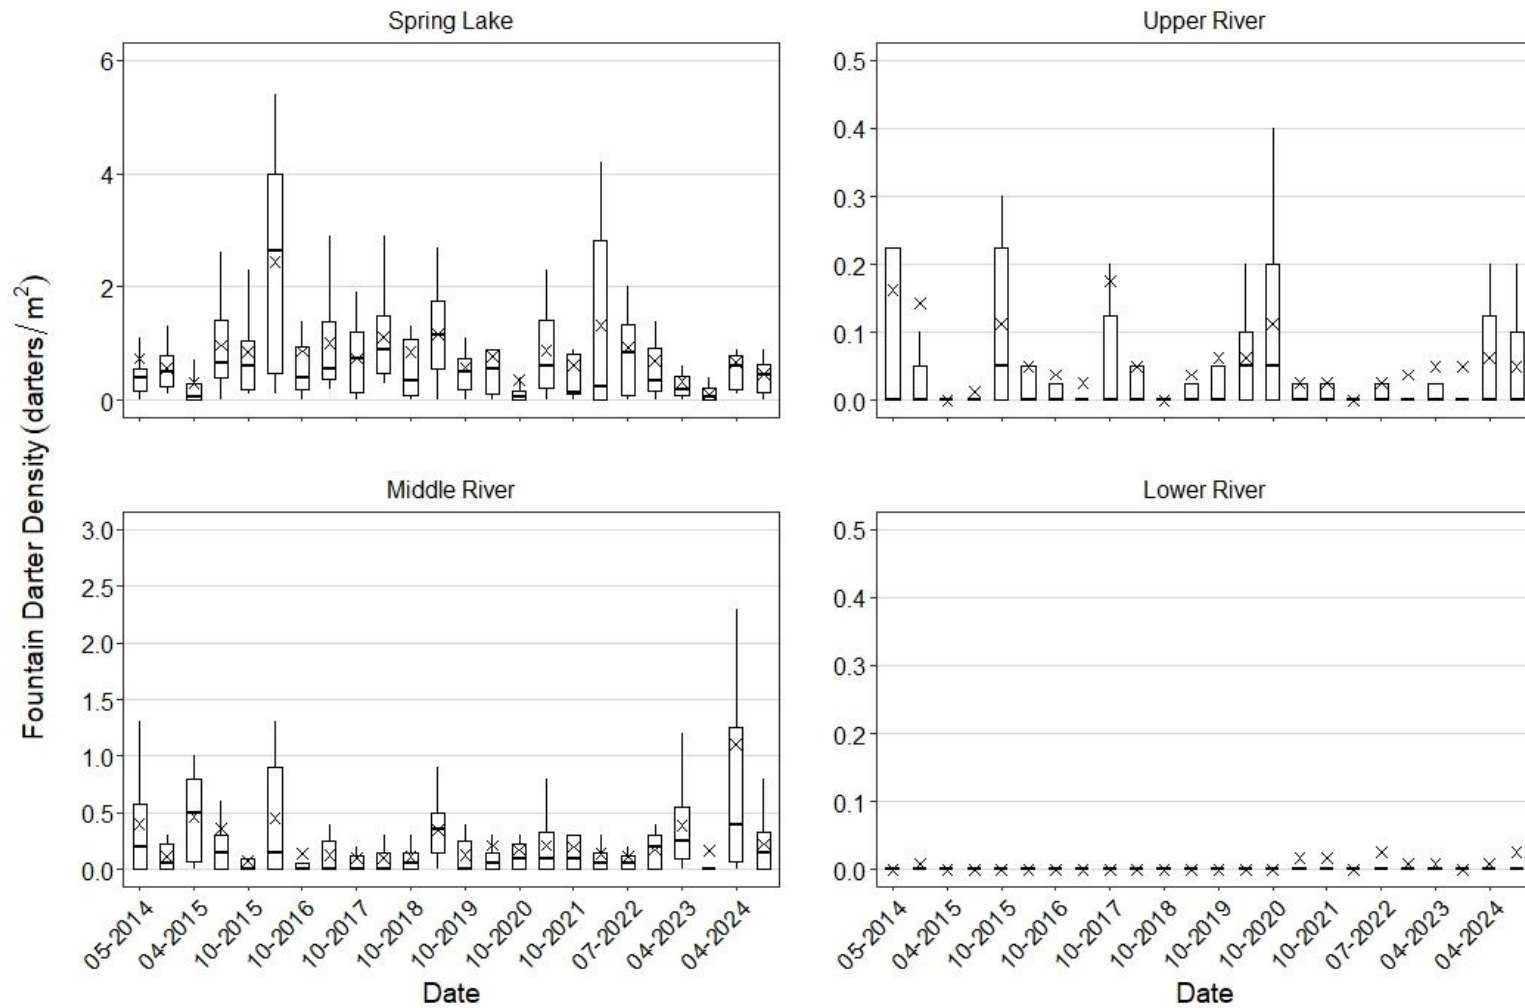 Spring Lake
Upper River
6
4
2
0
0.5
0.4
0.3
0.2
0.1
0.0
Fountain Darter Density (darters/m²)
Middle River
Lower River
3.0
2.5
2.0
1.5
1.0
0.5
0.0
0.5
0.4
0.3
0.2
0.1
0.0
05-2014 04-2015 10-2015 10-2016 10-2017 10-2018 10-2019 10-2020 10-2021 07-2022 04-2023 04-2024
05-2014 04-2015 10-2015 10-2016 10-2017 10-2018 10-2019 10-2020 10-2021 07-2022 04-2023 04-2024
Date
Date